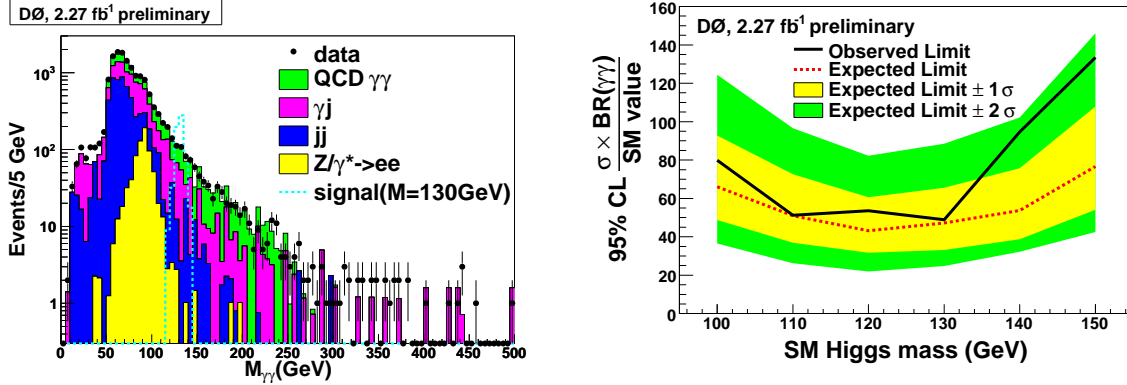 DØ, 2.27 fb⁻¹ preliminary
Events/5 GeV
10³
10²
10
1
data
QCD γγ
γj
jj
Z/γ*->ee
signal(M=130GeV)
0 50 100 150 200 250 300 350 400 450 500
Mγγ(GeV)
95% CL σ × BR(γγ)
SM value
160
140
120
100
80
60
40
20
0
DØ, 2.27 fb⁻¹ preliminary
Observed Limit
Expected Limit
Expected Limit ± 1 σ
Expected Limit ± 2 σ
100 110 120 130 140 150
SM Higgs mass (GeV)